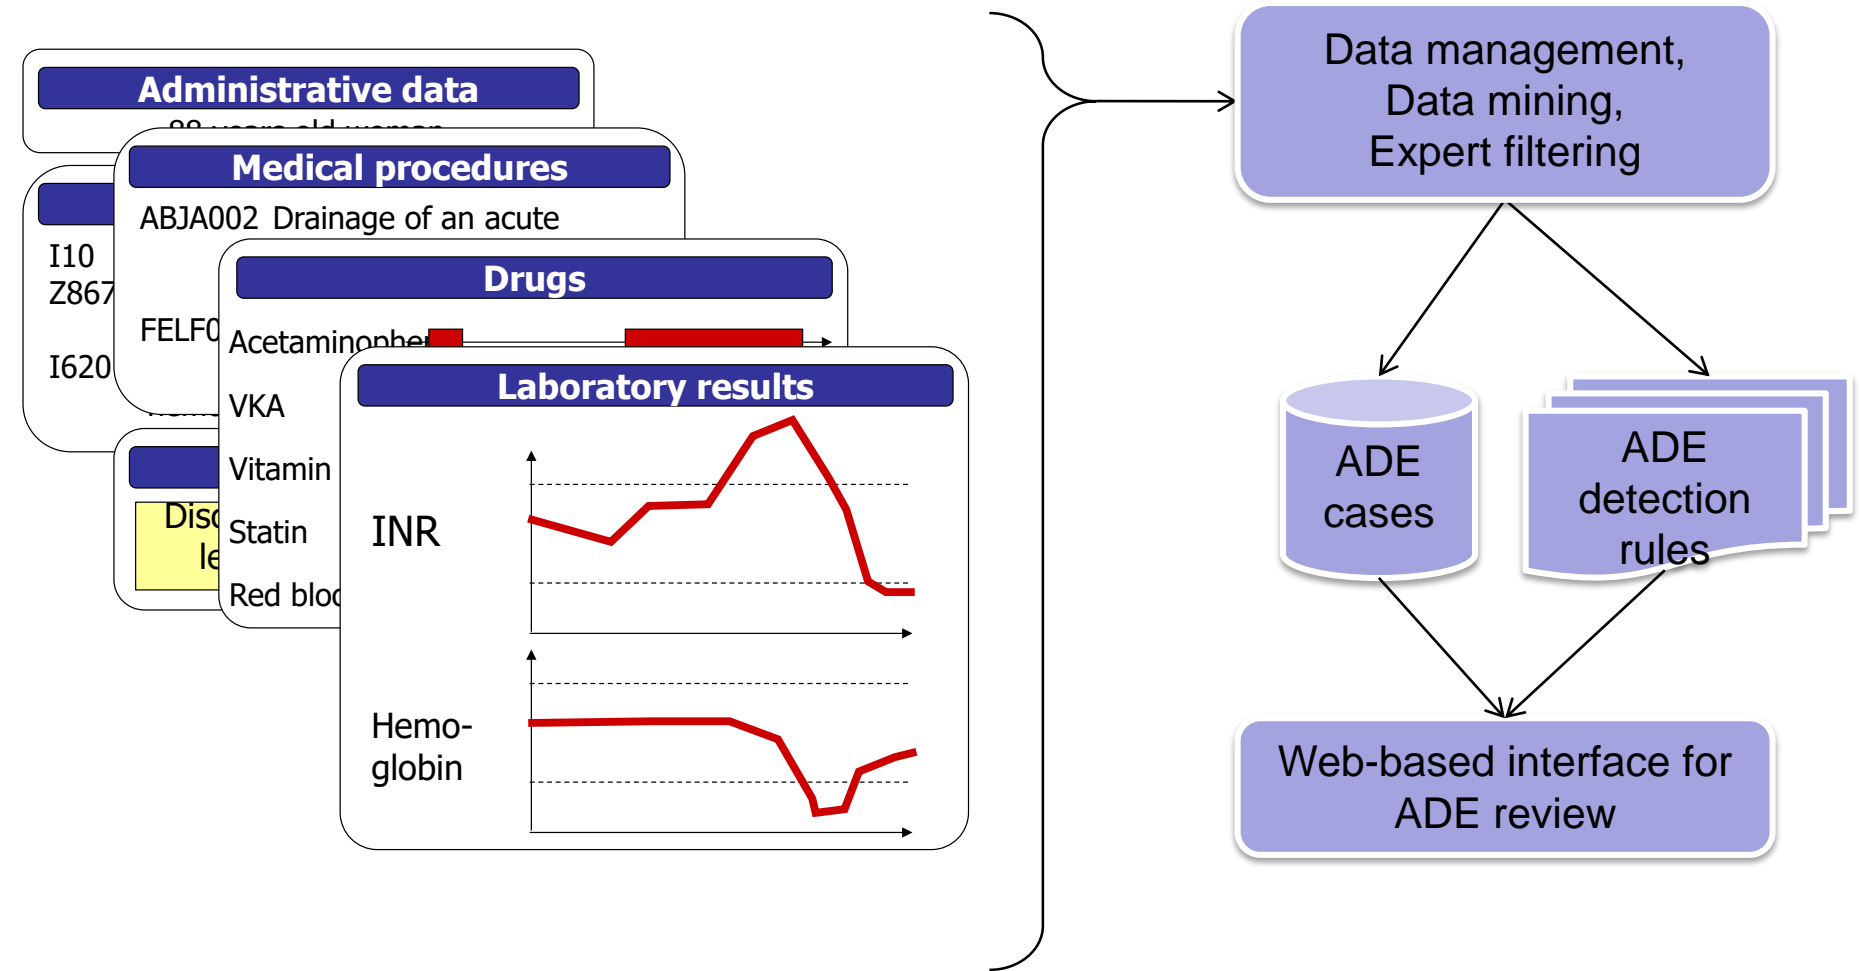 Administrative data
Medical procedures
ABJA002 Drainage of an acute
I10
Z867
FELF0
I620
Drugs
Acetaminophen
VKA
Vitamin
Statin
Red bloo
Disc
le
Laboratory results
INR
Hemo-
globin
Data management,
Data mining,
Expert filtering
ADE
cases
ADE
detection
rules
Web-based interface for
ADE review